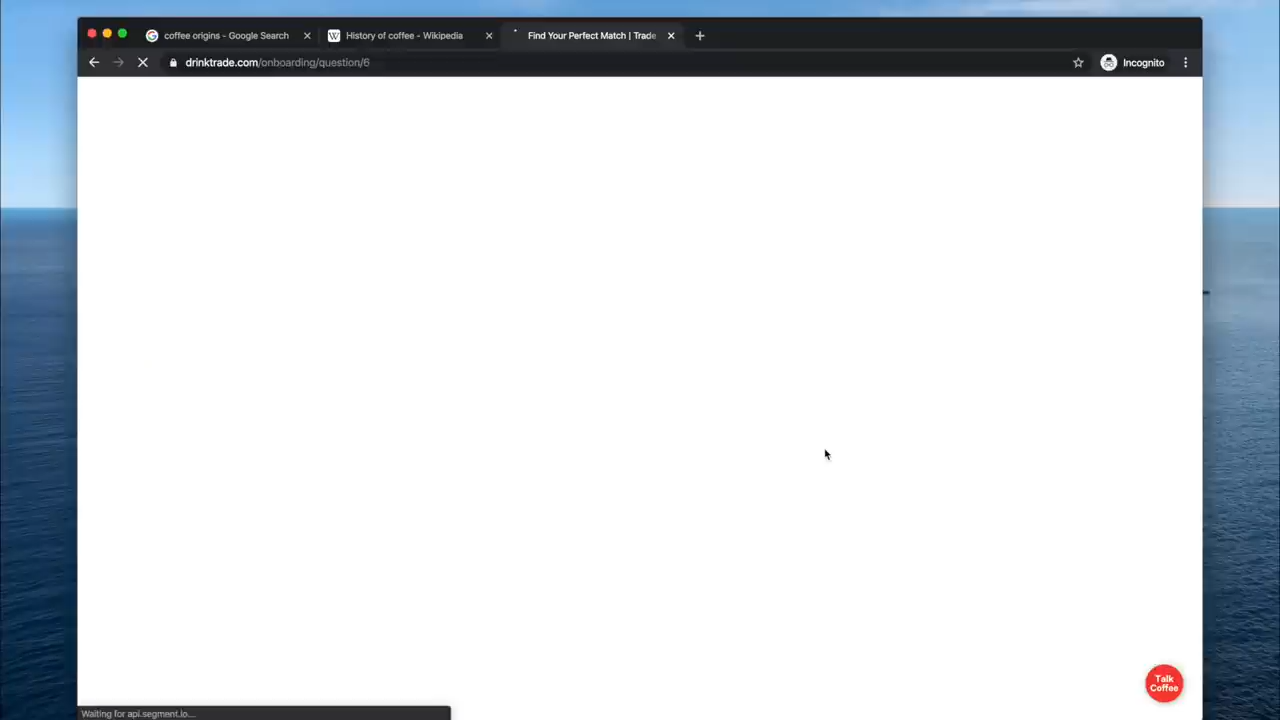 coffee origins - Google Search
History of coffee - Wikipedia
Find Your Perfect Match | Trade
drinktrade.com/onboarding/question/6
Incognito
Talk
Coffee
Waiting for api.segment.io...